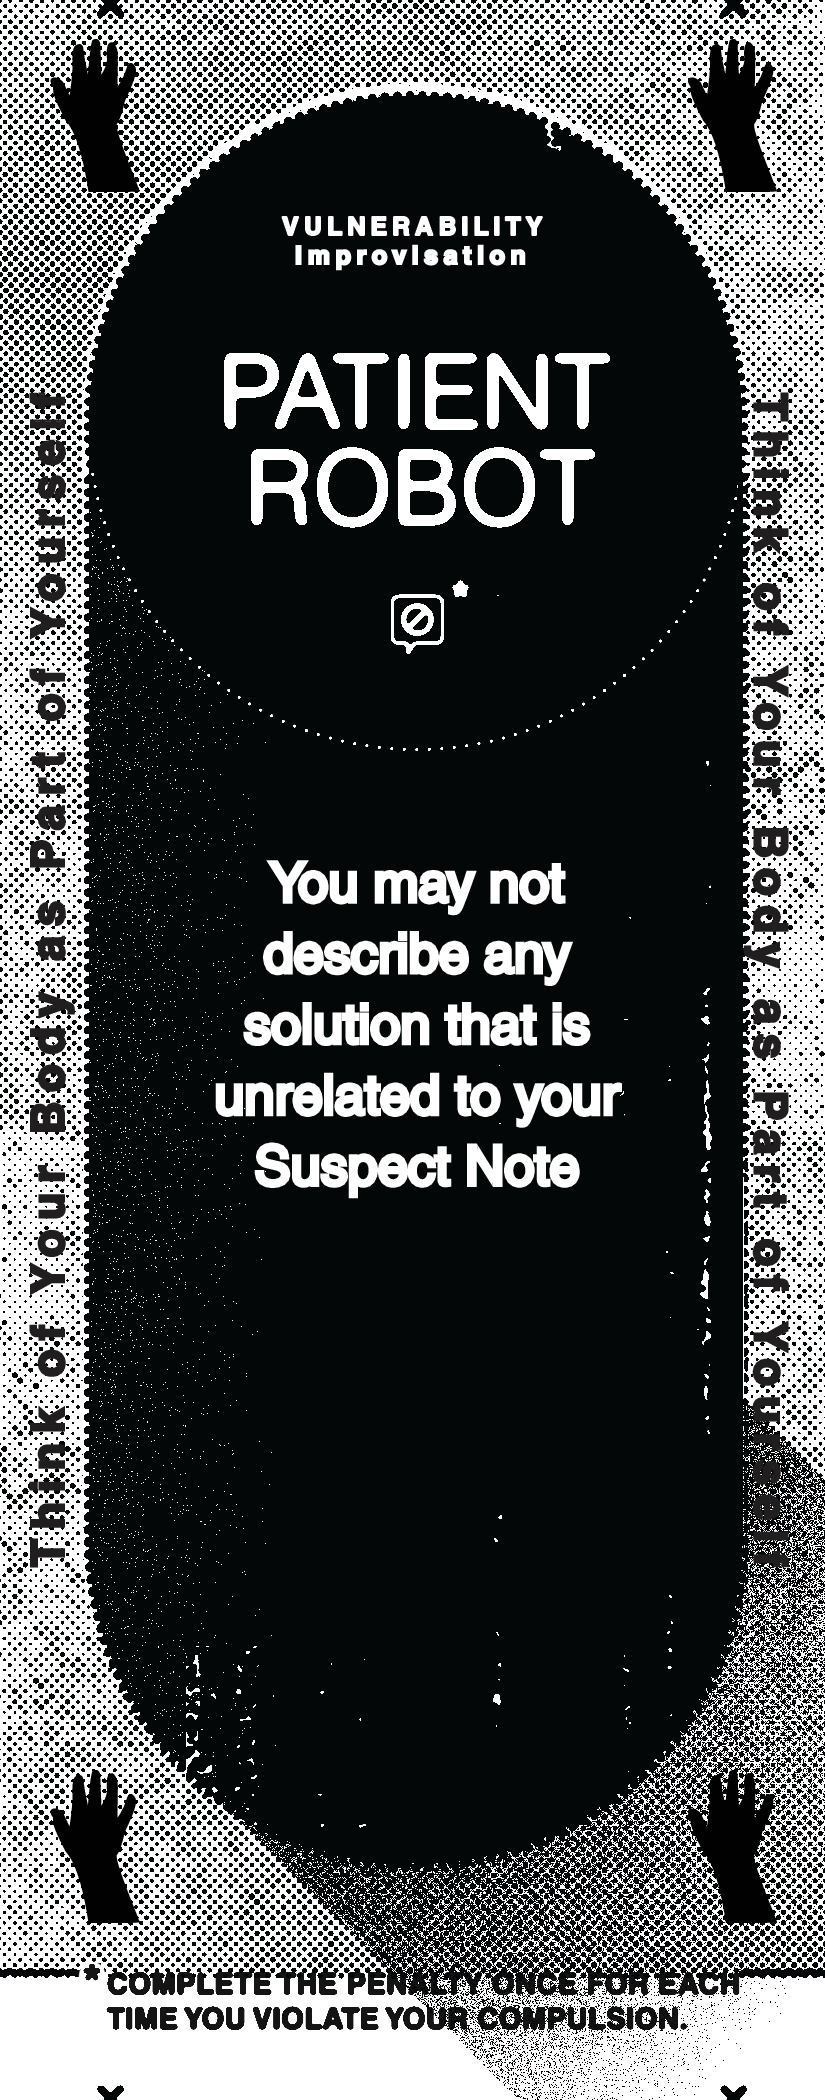 VULNERABILITY
Improvisation
PATIENT
ROBOT
*
You may not
describe any
solution that is
unrelated to your
Suspect Note
Think of Your Body as Part of Yourself
Think of Your Body as Part of Yourself
* COMPLETE THE PENALTY ONCE FOR EACH
TIME YOU VIOLATE YOUR COMPULSION.